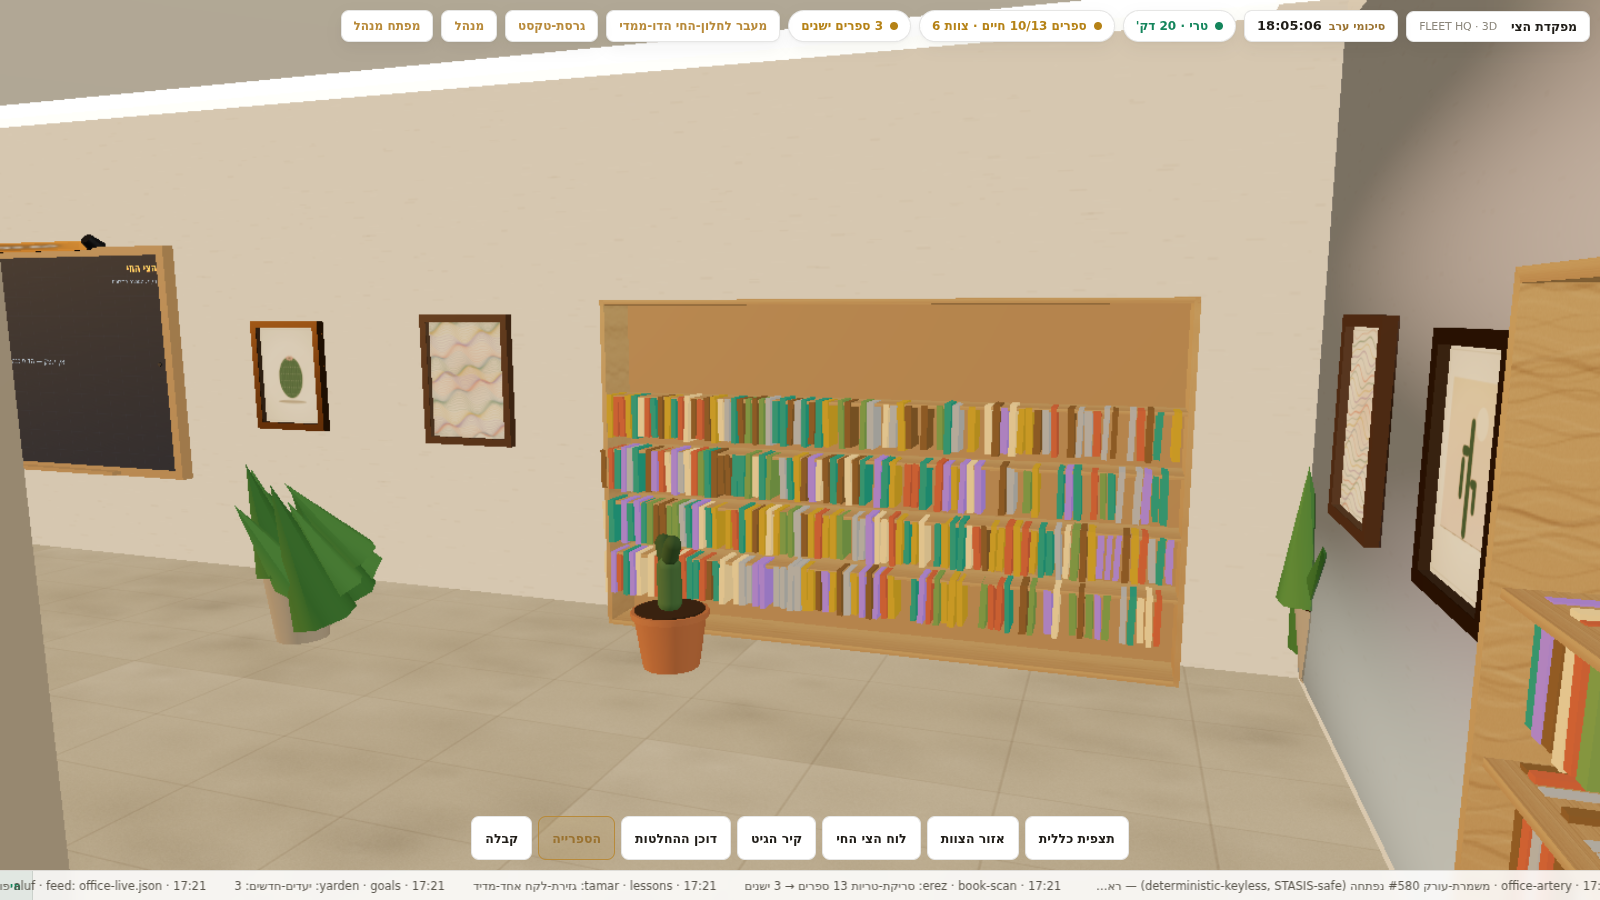 מפקדת הצי FLEET HQ · 3D
סיכומי ערב 18:05:06
טרי · 20 דק'
ספרים 10/13 חיים · צוות 6
3 ספרים ישנים
מעבר לחלון-החי הדו-ממדי
גרסת-טקסט
מנהל
מפתח מנהל
הצי החי
תצפית כללית
אזור הצוות
לוח הצי החי
קיר הגיט
דוכן ההחלטות
הספרייה
קבלה
office-artery · משמרת-עורק #580 נפתחה (deterministic-keyless, STASIS-safe) — רא...
17:21 · erez · book-scan: סריקת-טריות 13 ספרים → 3 ישנים
17:21 · tamar · lessons: גזירת-לקח אחד-מדיד
17:21 · yarden · goals: יעדים-חדשים: 3
17:21 · aluf · feed: office-live.json